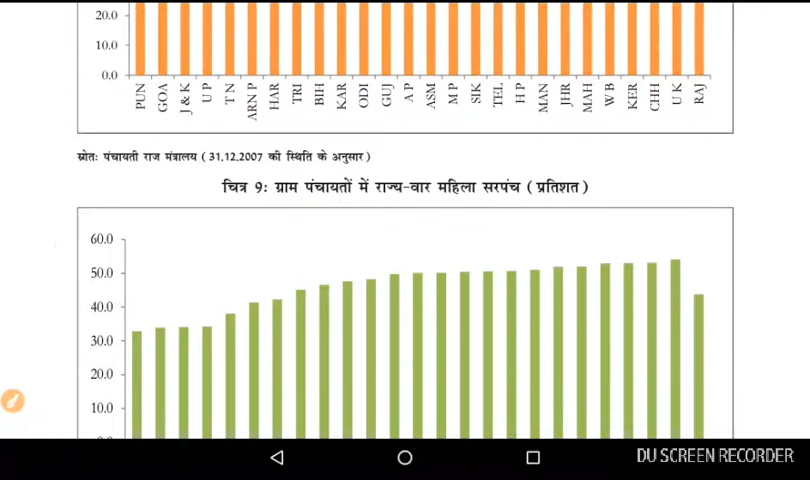 20.0
10.0
0.0
PUN GOA J & K U P T N ARN P HAR TRI BIH KAR ODI GUJ A P ASM M P SIK TEL H P MAN JHR MAH W B KER CHH U K RAJ
स्रोतः पंचायती राज मंत्रालय (31.12.2007 की स्थिति के अनुसार)
चित्र 9: ग्राम पंचायतों में राज्य-वार महिला सरपंच (प्रतिशत)
60.0
50.0
40.0
30.0
20.0
10.0
DU SCREEN RECORDER